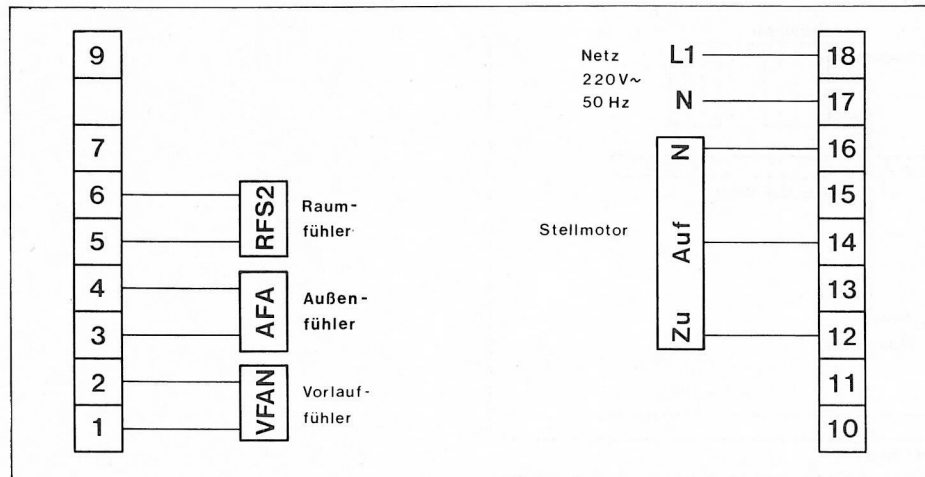 9
7
6
5
4
3
2
1
RFS2
Raum-
fühler
AFA
Außen-
fühler
VFAN
Vorlauf-
fühler
Netz
220V~
50 Hz
L1
N
Stellmotor
N
Auf
Zu
18
17
16
15
14
13
12
11
10